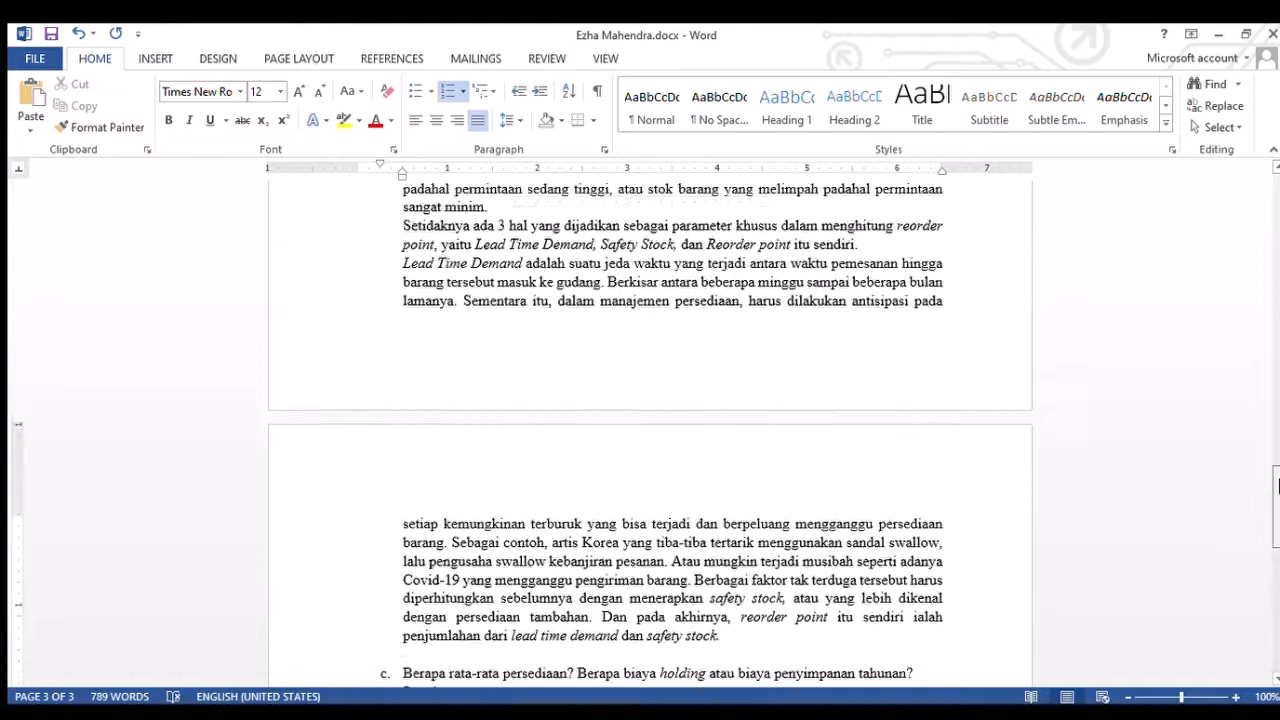 Ezha Mahendra.docx - Word
FILE HOME INSERT DESIGN PAGE LAYOUT REFERENCES MAILINGS REVIEW VIEW Microsoft account
Cut
Copy
Format Painter
Paste
Times New Ro 12
AaBbCcDc AaBbCcDc AaBbCc AaBbCcD AaBl AaBbCcD AaBbCcDc AaBbCcDc
¶ Normal ¶ No Spac... Heading 1 Heading 2 Title Subtitle Subtle Em... Emphasis
Find
Replace
Select
Clipboard Font Paragraph Styles Editing
1 1 2 3 4 5 6 7
padahal permintaan sedang tinggi, atau stok barang yang melimpah padahal permintaan
sangat minim.
Setidaknya ada 3 hal yang dijadikan sebagai parameter khusus dalam menghitung reorder
point, yaitu Lead Time Demand, Safety Stock, dan Reorder point itu sendiri.
Lead Time Demand adalah suatu jeda waktu yang terjadi antara waktu pemesanan hingga
barang tersebut masuk ke gudang. Berkisar antara beberapa minggu sampai beberapa bulan
lamanya. Sementara itu, dalam manajemen persediaan, harus dilakukan antisipasi pada
setiap kemungkinan terburuk yang bisa terjadi dan berpeluang mengganggu persediaan
barang. Sebagai contoh, artis Korea yang tiba-tiba tertarik menggunakan sandal swallow,
lalu pengusaha swallow kebanjiran pesanan. Atau mungkin terjadi musibah seperti adanya
Covid-19 yang mengganggu pengiriman barang. Berbagai faktor tak terduga tersebut harus
diperhitungkan sebelumnya dengan menerapkan safety stock, atau yang lebih dikenal
dengan persediaan tambahan. Dan pada akhirnya, reorder point itu sendiri ialah
penjumlahan dari lead time demand dan safety stock.
c. Berapa rata-rata persediaan? Berapa biaya holding atau biaya penyimpanan tahunan?
PAGE 3 OF 3 789 WORDS ENGLISH (UNITED STATES) 100%